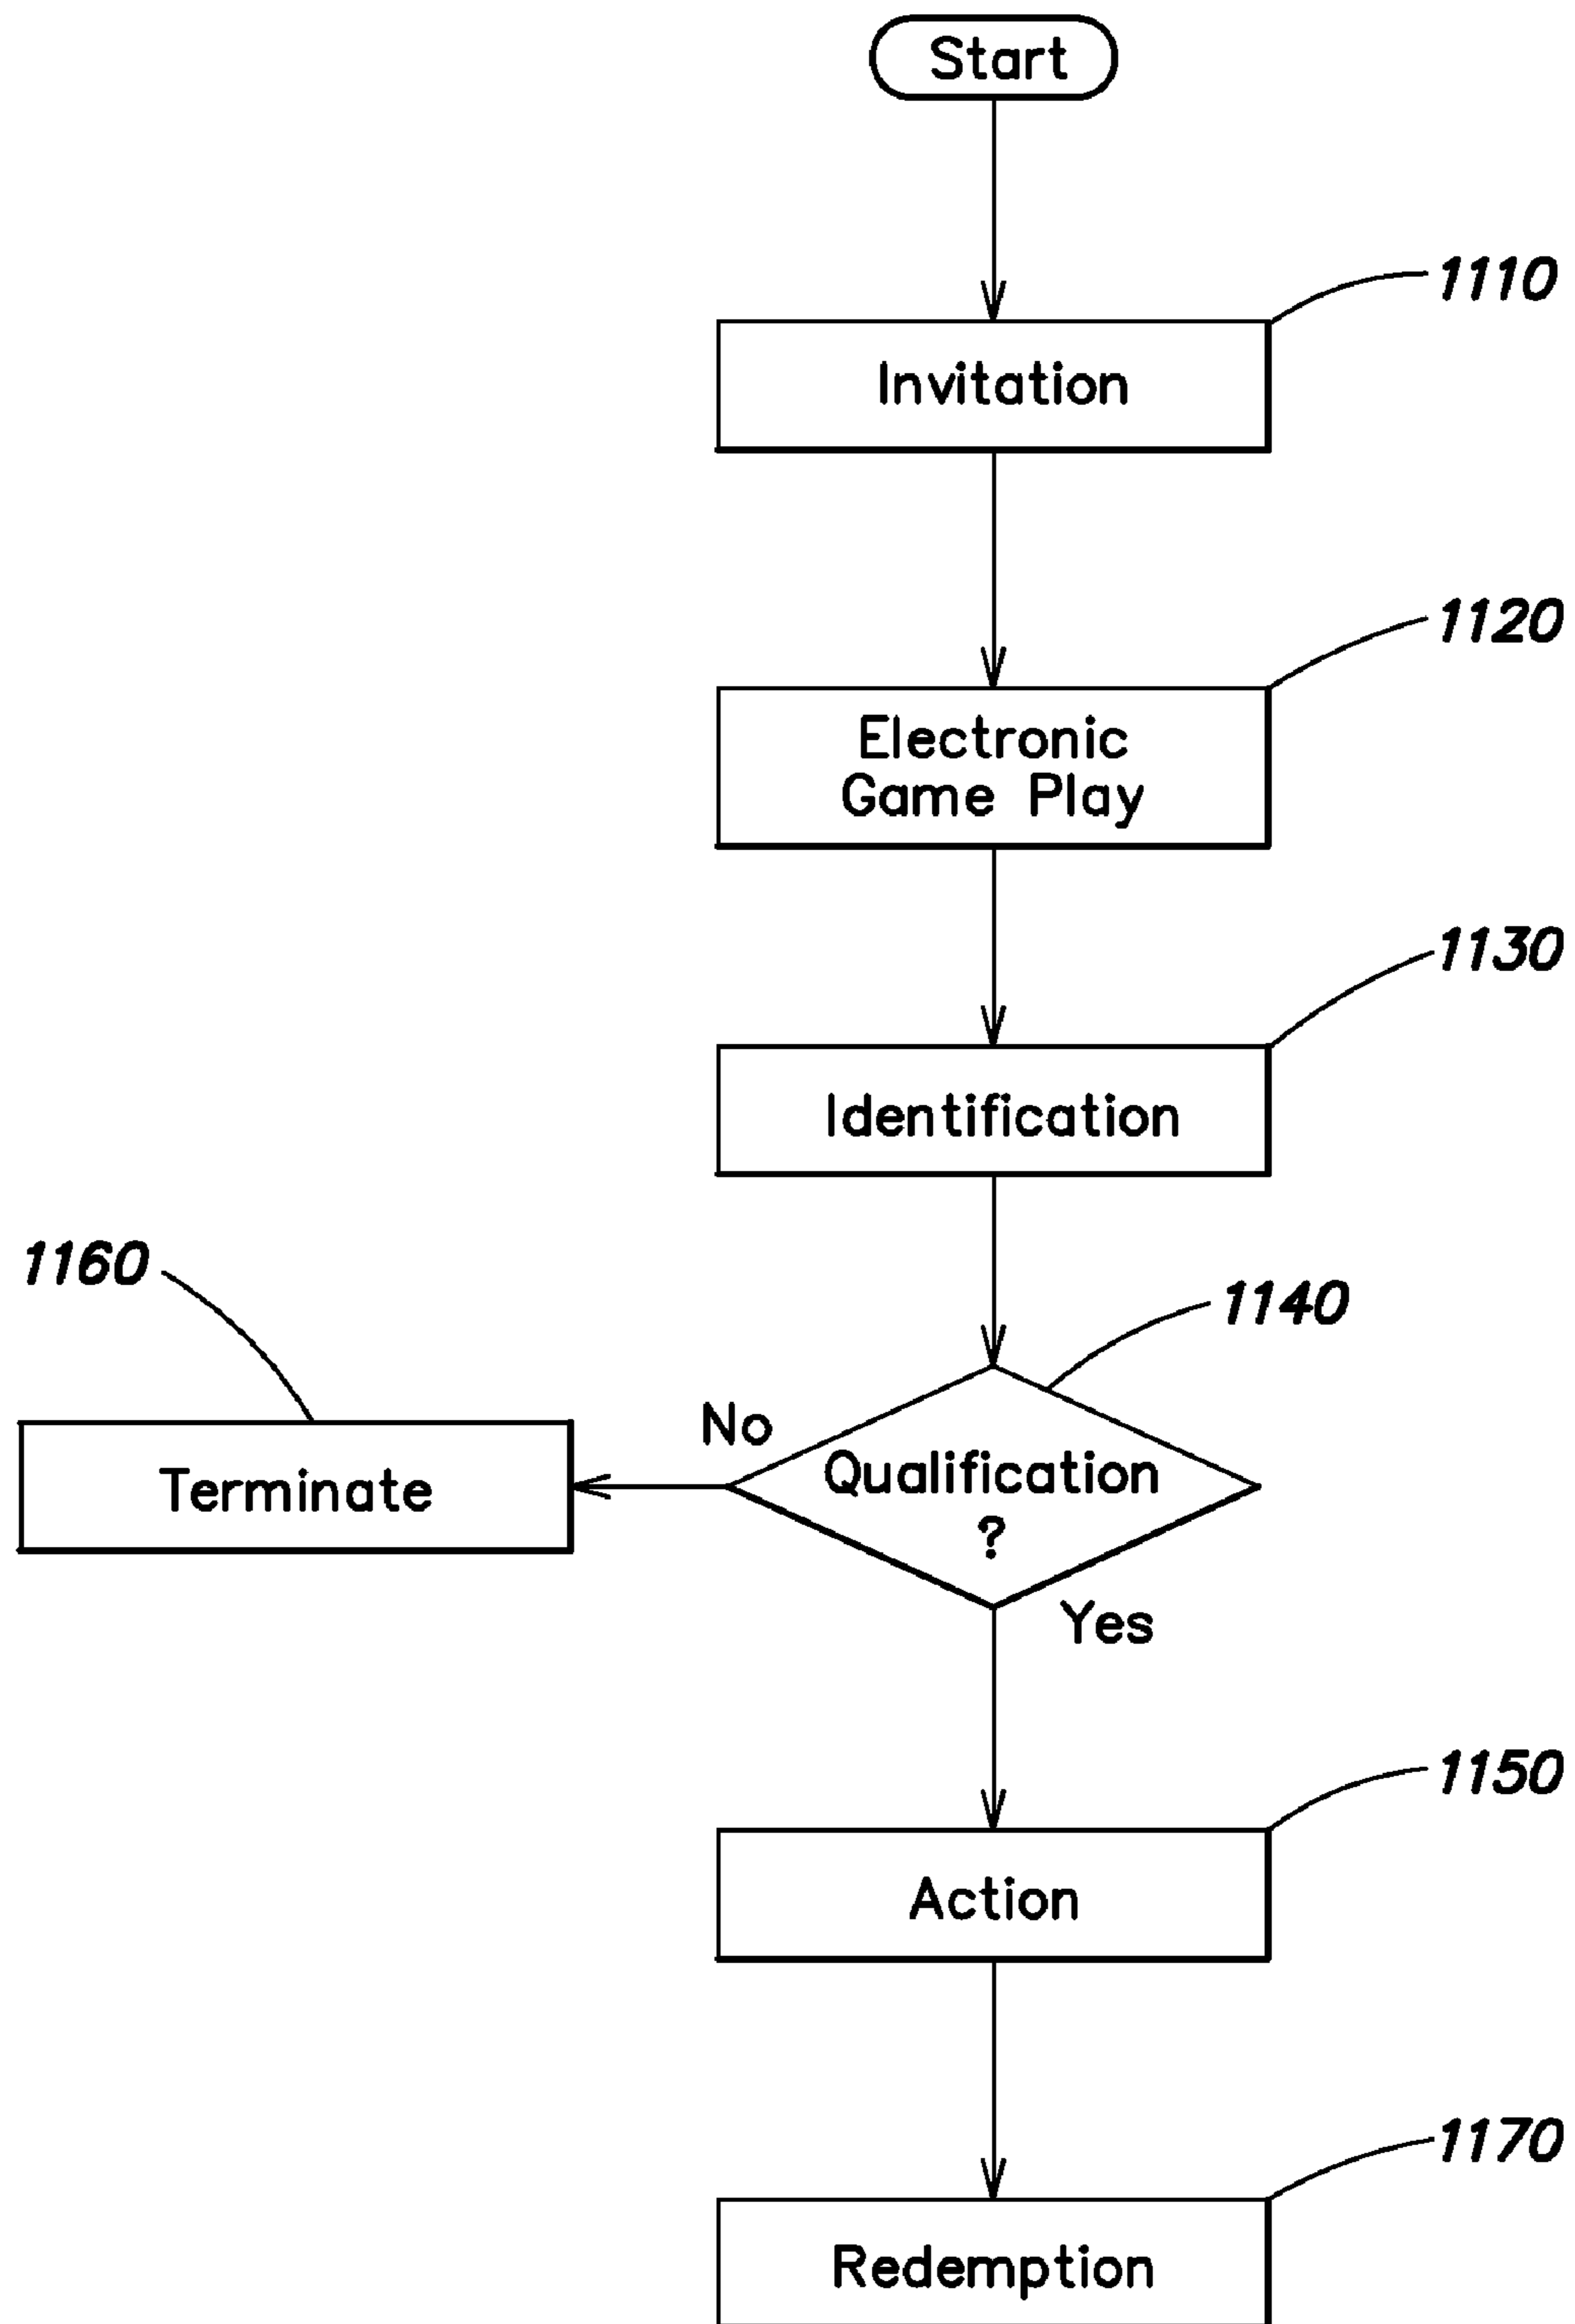 Start
1110
Invitation
1120
Electronic
Game Play
1130
Identification
1160
1140
No
Qualification
?
Terminate
Yes
1150
Action
1170
Redemption